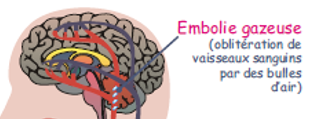 Embolie gazeuse
(oblitération de
vaisseaux sanguins
par des bulles
d'air)